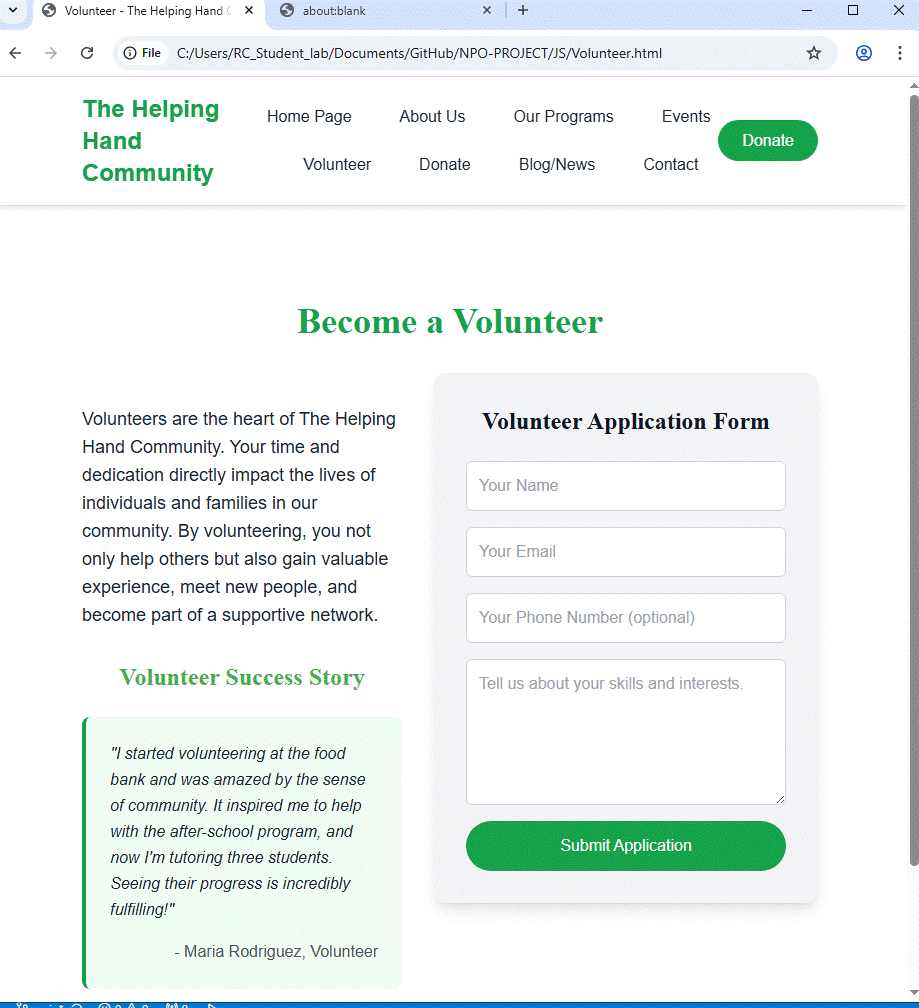 Volunteer - The Helping Hand
about:blank
File C:/Users/RC_Student_lab/Documents/GitHub/NPO-PROJECT/JS/Volunteer.html
The Helping
Hand
Community
Home Page About Us Our Programs Events
Volunteer Donate Blog/News Contact
Donate
Become a Volunteer
Volunteers are the heart of The Helping
Hand Community. Your time and
dedication directly impact the lives of
individuals and families in our
community. By volunteering, you not
only help others but also gain valuable
experience, meet new people, and
become part of a supportive network.
Volunteer Success Story
"I started volunteering at the food
bank and was amazed by the sense
of community. It inspired me to help
with the after-school program, and
now I'm tutoring three students.
Seeing their progress is incredibly
fulfilling!"
- Maria Rodriguez, Volunteer
Volunteer Application Form
Your Name
Your Email
Your Phone Number (optional)
Tell us about your skills and interests.
Submit Application